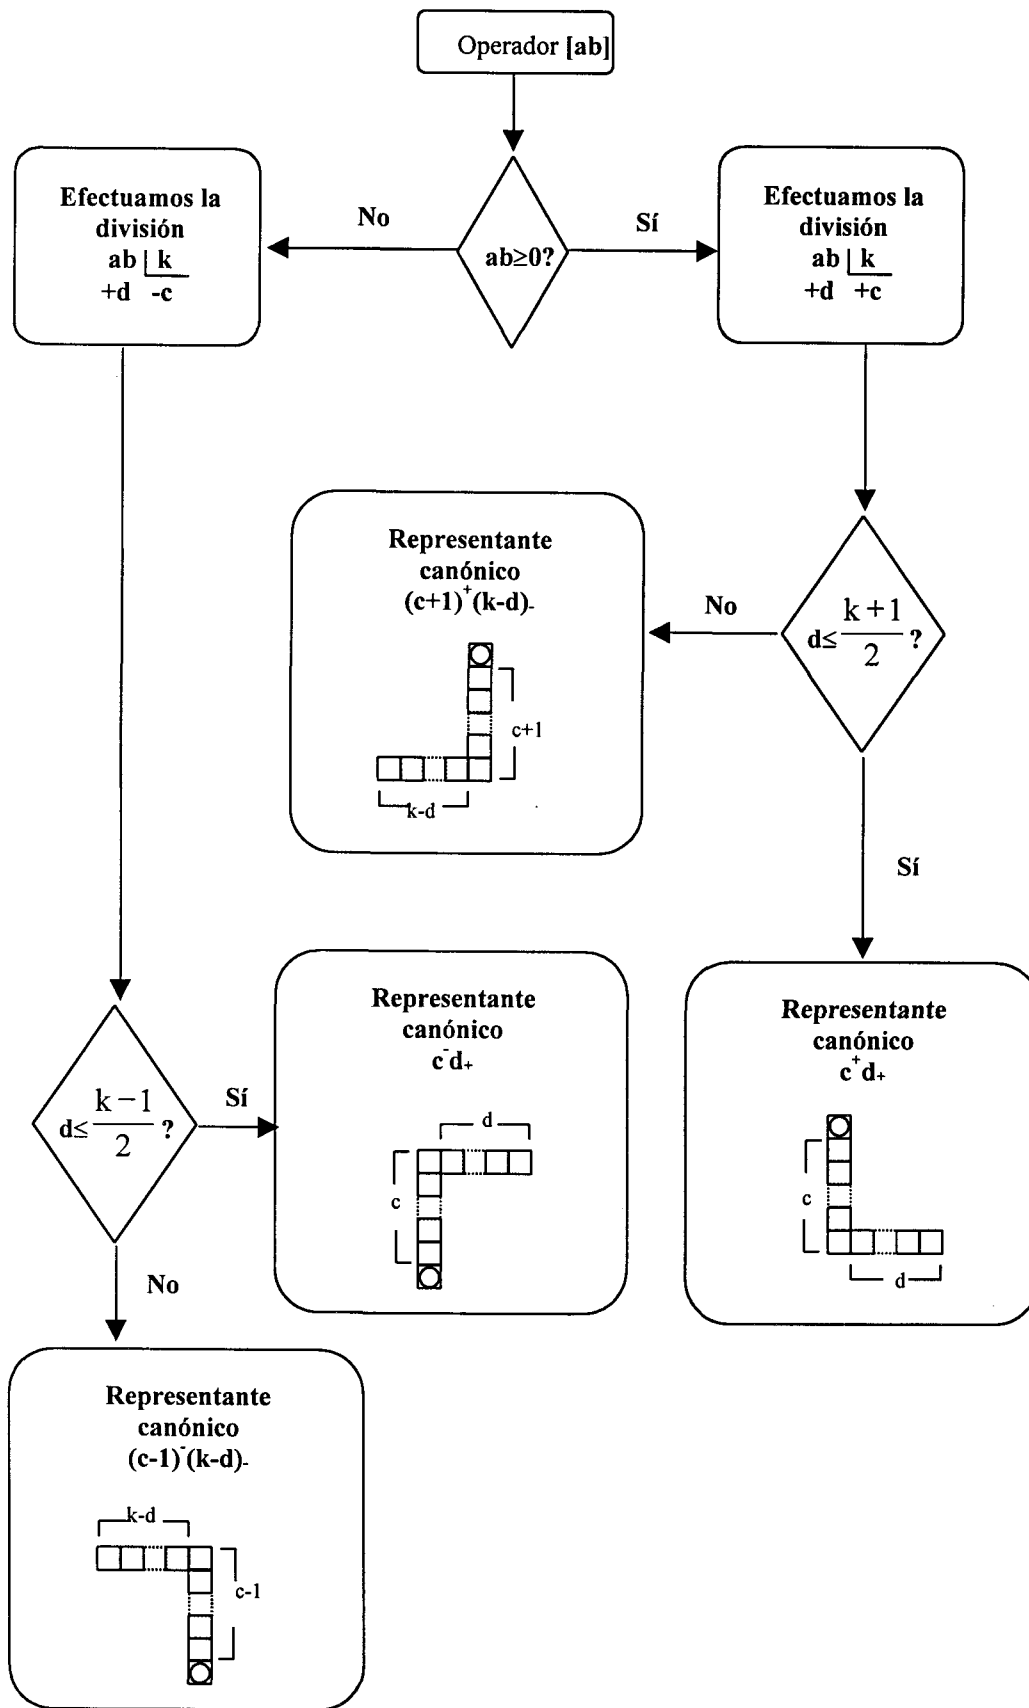 Operador [ab]
Efectuamos la
división
ab | k
+d -c
No
ab≥0?
Sí
Efectuamos la
división
ab | k
+d +c
Representante
canónico
(c+1)⁺(k-d)₋
c+1
k-d
No
d≤ (k+1)/2 ?
Sí
Representante
canónico
c⁻d₊
d
c
Representante
canónico
c⁺d₊
c
d
d≤ (k−1)/2 ?
Sí
No
Representante
canónico
(c-1)⁻(k-d)₋
k-d
c-1